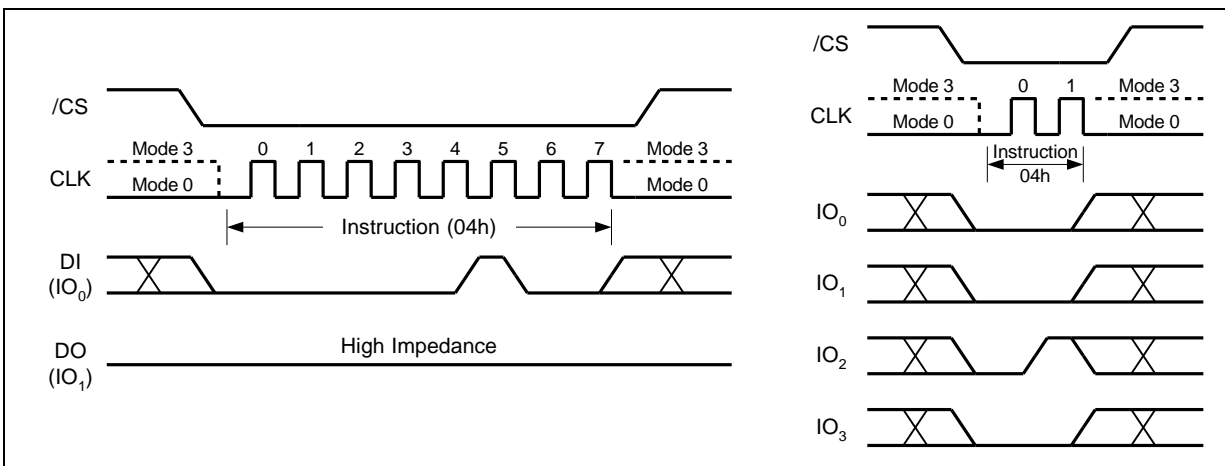 /CS
Mode 3 0 1 2 3 4 5 6 7 Mode 3
CLK
Mode 0 Mode 0
Instruction (04h)
DI
(IO0)
DO
(IO1)
High Impedance
/CS
Mode 3 0 1 Mode 3
CLK
Mode 0 Mode 0
Instruction
04h
IO0
IO1
IO2
IO3